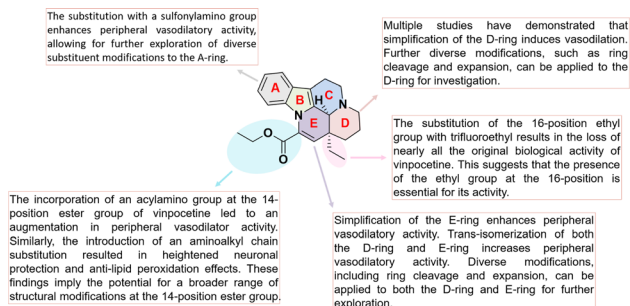 The substitution with a sulfonylamino group
enhances peripheral vasodilatory activity,
allowing for further exploration of diverse
substituent modifications to the A-ring.
Multiple studies have demonstrated that
simplification of the D-ring induces vasodilation.
Further diverse modifications, such as ring
cleavage and expansion, can be applied to the
D-ring for investigation.
A
B
C
H
N
N
E
D
O
O
The substitution of the 16-position ethyl
group with trifluoroethyl results in the loss of
nearly all the original biological activity of
vinpocetine. This suggests that the presence
of the ethyl group at the 16-position is
essential for its activity.
The incorporation of an acylamino group at the 14-
position ester group of vinpocetine led to an
augmentation in peripheral vasodilator activity.
Similarly, the introduction of an aminoalkyl chain
substitution resulted in heightened neuronal
protection and anti-lipid peroxidation effects. These
findings imply the potential for a broader range of
structural modifications at the 14-position ester group.
Simplification of the E-ring enhances peripheral
vasodilatory activity. Trans-isomerization of both
the D-ring and E-ring increases peripheral
vasodilatory activity. Diverse modifications,
including ring cleavage and expansion, can be
applied to both the D-ring and E-ring for further
exploration.